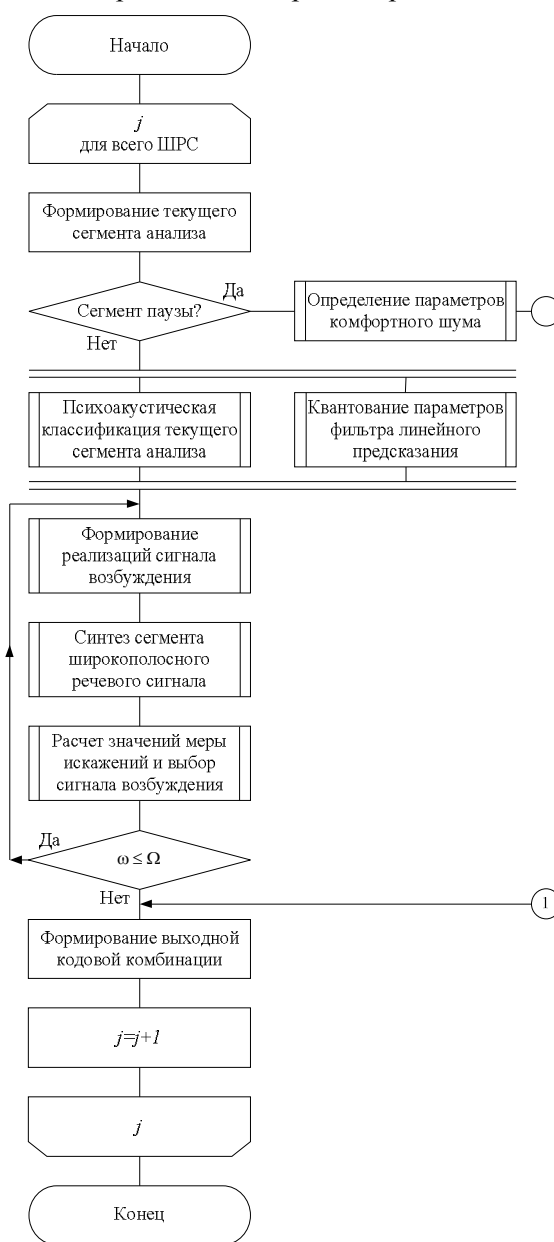 Начало
j
для всего ШРС
Формирование текущего
сегмента анализа
Да
Сегмент паузы?
Нет
Определение параметров
комфортного шума
Психоакустическая
классификация текущего
сегмента анализа
Квантование параметров
фильтра линейного
предсказания
Формирование
реализаций сигнала
возбуждения
Синтез сегмента
широкополосного
речевого сигнала
Расчет значений меры
искажений и выбор
сигнала возбуждения
Да
ω ≤ Ω
Нет
1
Формирование выходной
кодовой комбинации
j=j+1
j
Конец